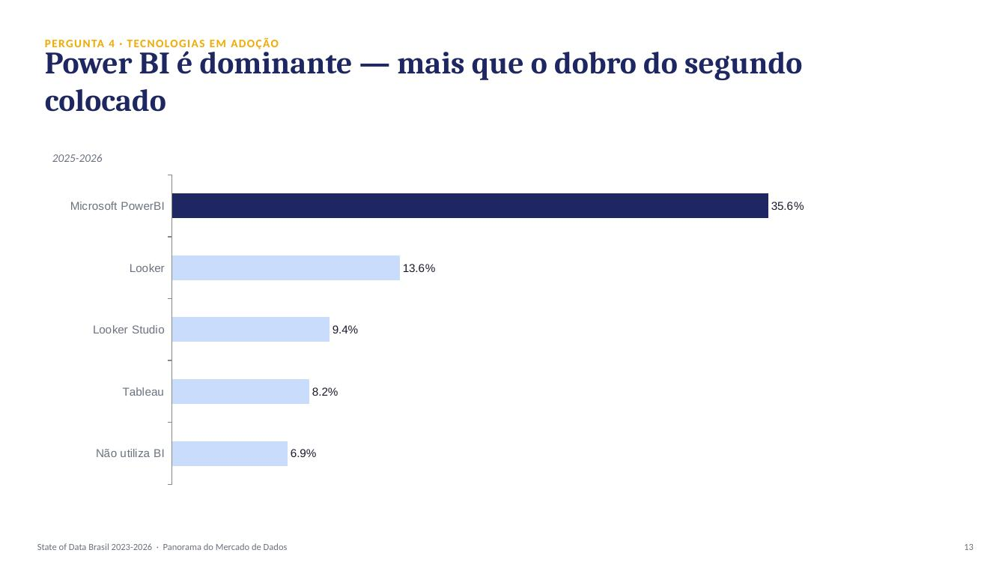 PERGUNTA 4 · TECNOLOGIAS EM ADOÇÃO
Power BI é dominante — mais que o dobro do segundo
colocado
2025-2026
Microsoft PowerBI 35.6%
Looker 13.6%
Looker Studio 9.4%
Tableau 8.2%
Não utiliza BI 6.9%
State of Data Brasil 2023-2026 · Panorama do Mercado de Dados 13